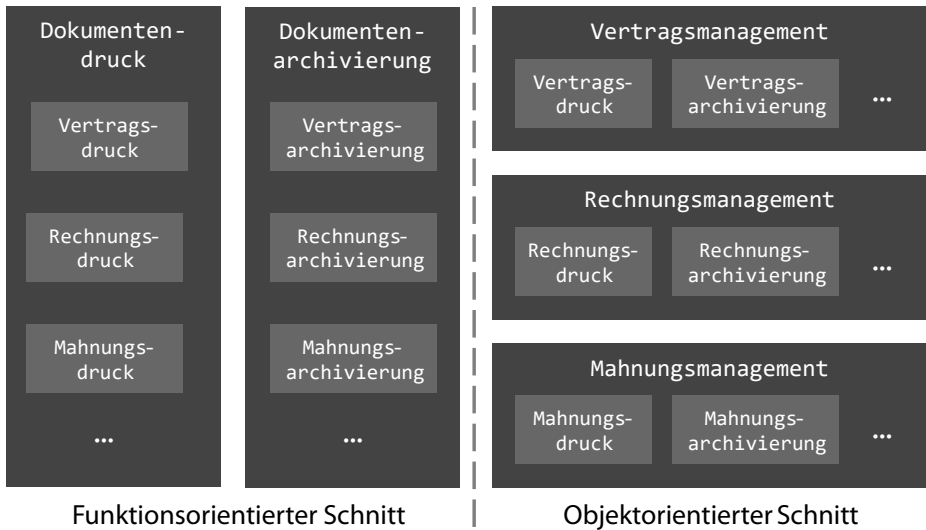 Dokumenten-
druck
Vertrags-
druck
Rechnungs-
druck
Mahnungs-
druck
...
Dokumenten-
archivierung
Vertrags-
archivierung
Rechnungs-
archivierung
Mahnungs-
archivierung
...
Funktionsorientierter Schnitt
Vertragsmanagement
Vertrags-
druck
Vertrags-
archivierung
...
Rechnungsmanagement
Rechnungs-
druck
Rechnungs-
archivierung
...
Mahnungsmanagement
Mahnungs-
druck
Mahnungs-
archivierung
...
Objektorientierter Schnitt